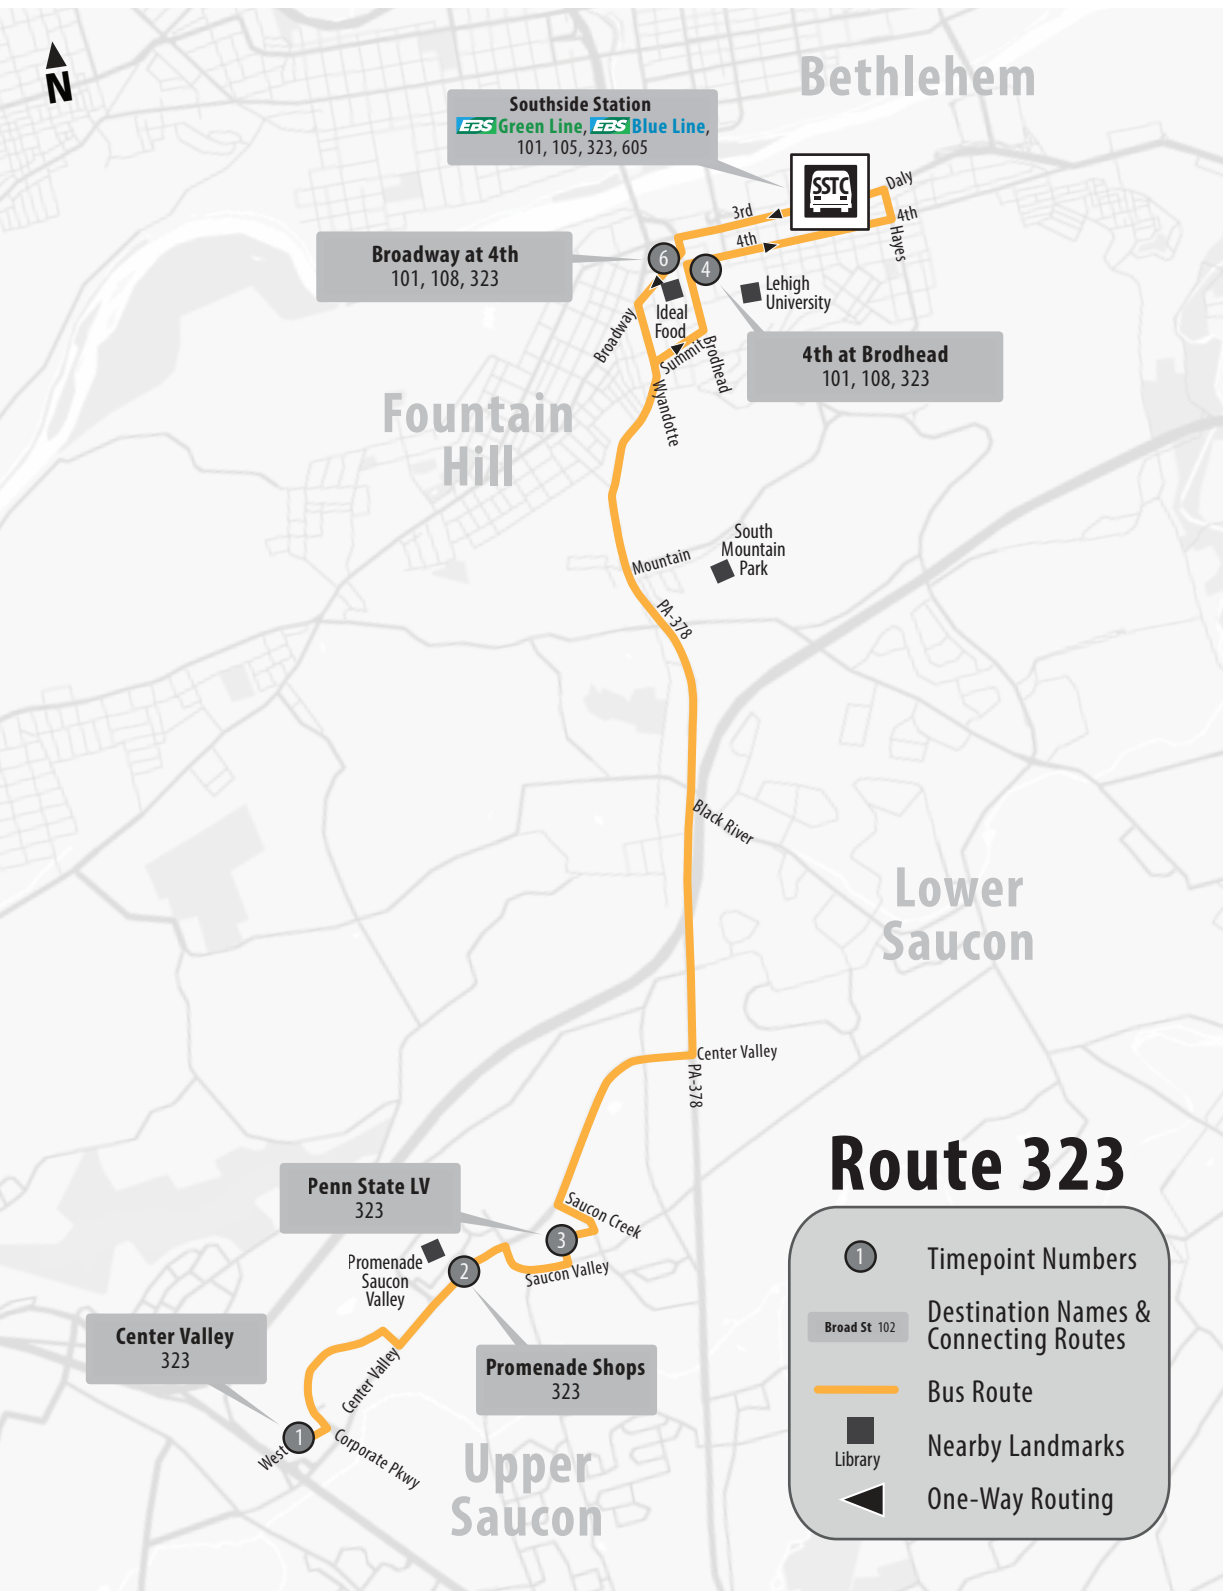 N
Bethlehem
Southside Station
EBS Green Line, EBS Blue Line,
101, 105, 323, 605
SSTC
Daly
3rd
4th
4th
Hayes
Broadway at 4th
101, 108, 323
6
4
Lehigh
University
Ideal
Food
Broadway
Summit
Brodhead
4th at Brodhead
101, 108, 323
Wyandotte
Fountain
Hill
South
Mountain
Park
Mountain
PA-378
Black River
Lower
Saucon
Center Valley
PA-378
Penn State LV
323
Saucon Creek
3
Promenade
Saucon
Valley
2
Saucon Valley
Center Valley
323
Promenade Shops
323
Center Valley
1
West
Corporate Pkwy
Upper
Saucon
Route 323
1
Timepoint Numbers
Broad St 102
Destination Names &
Connecting Routes
Bus Route
Library
Nearby Landmarks
One-Way Routing